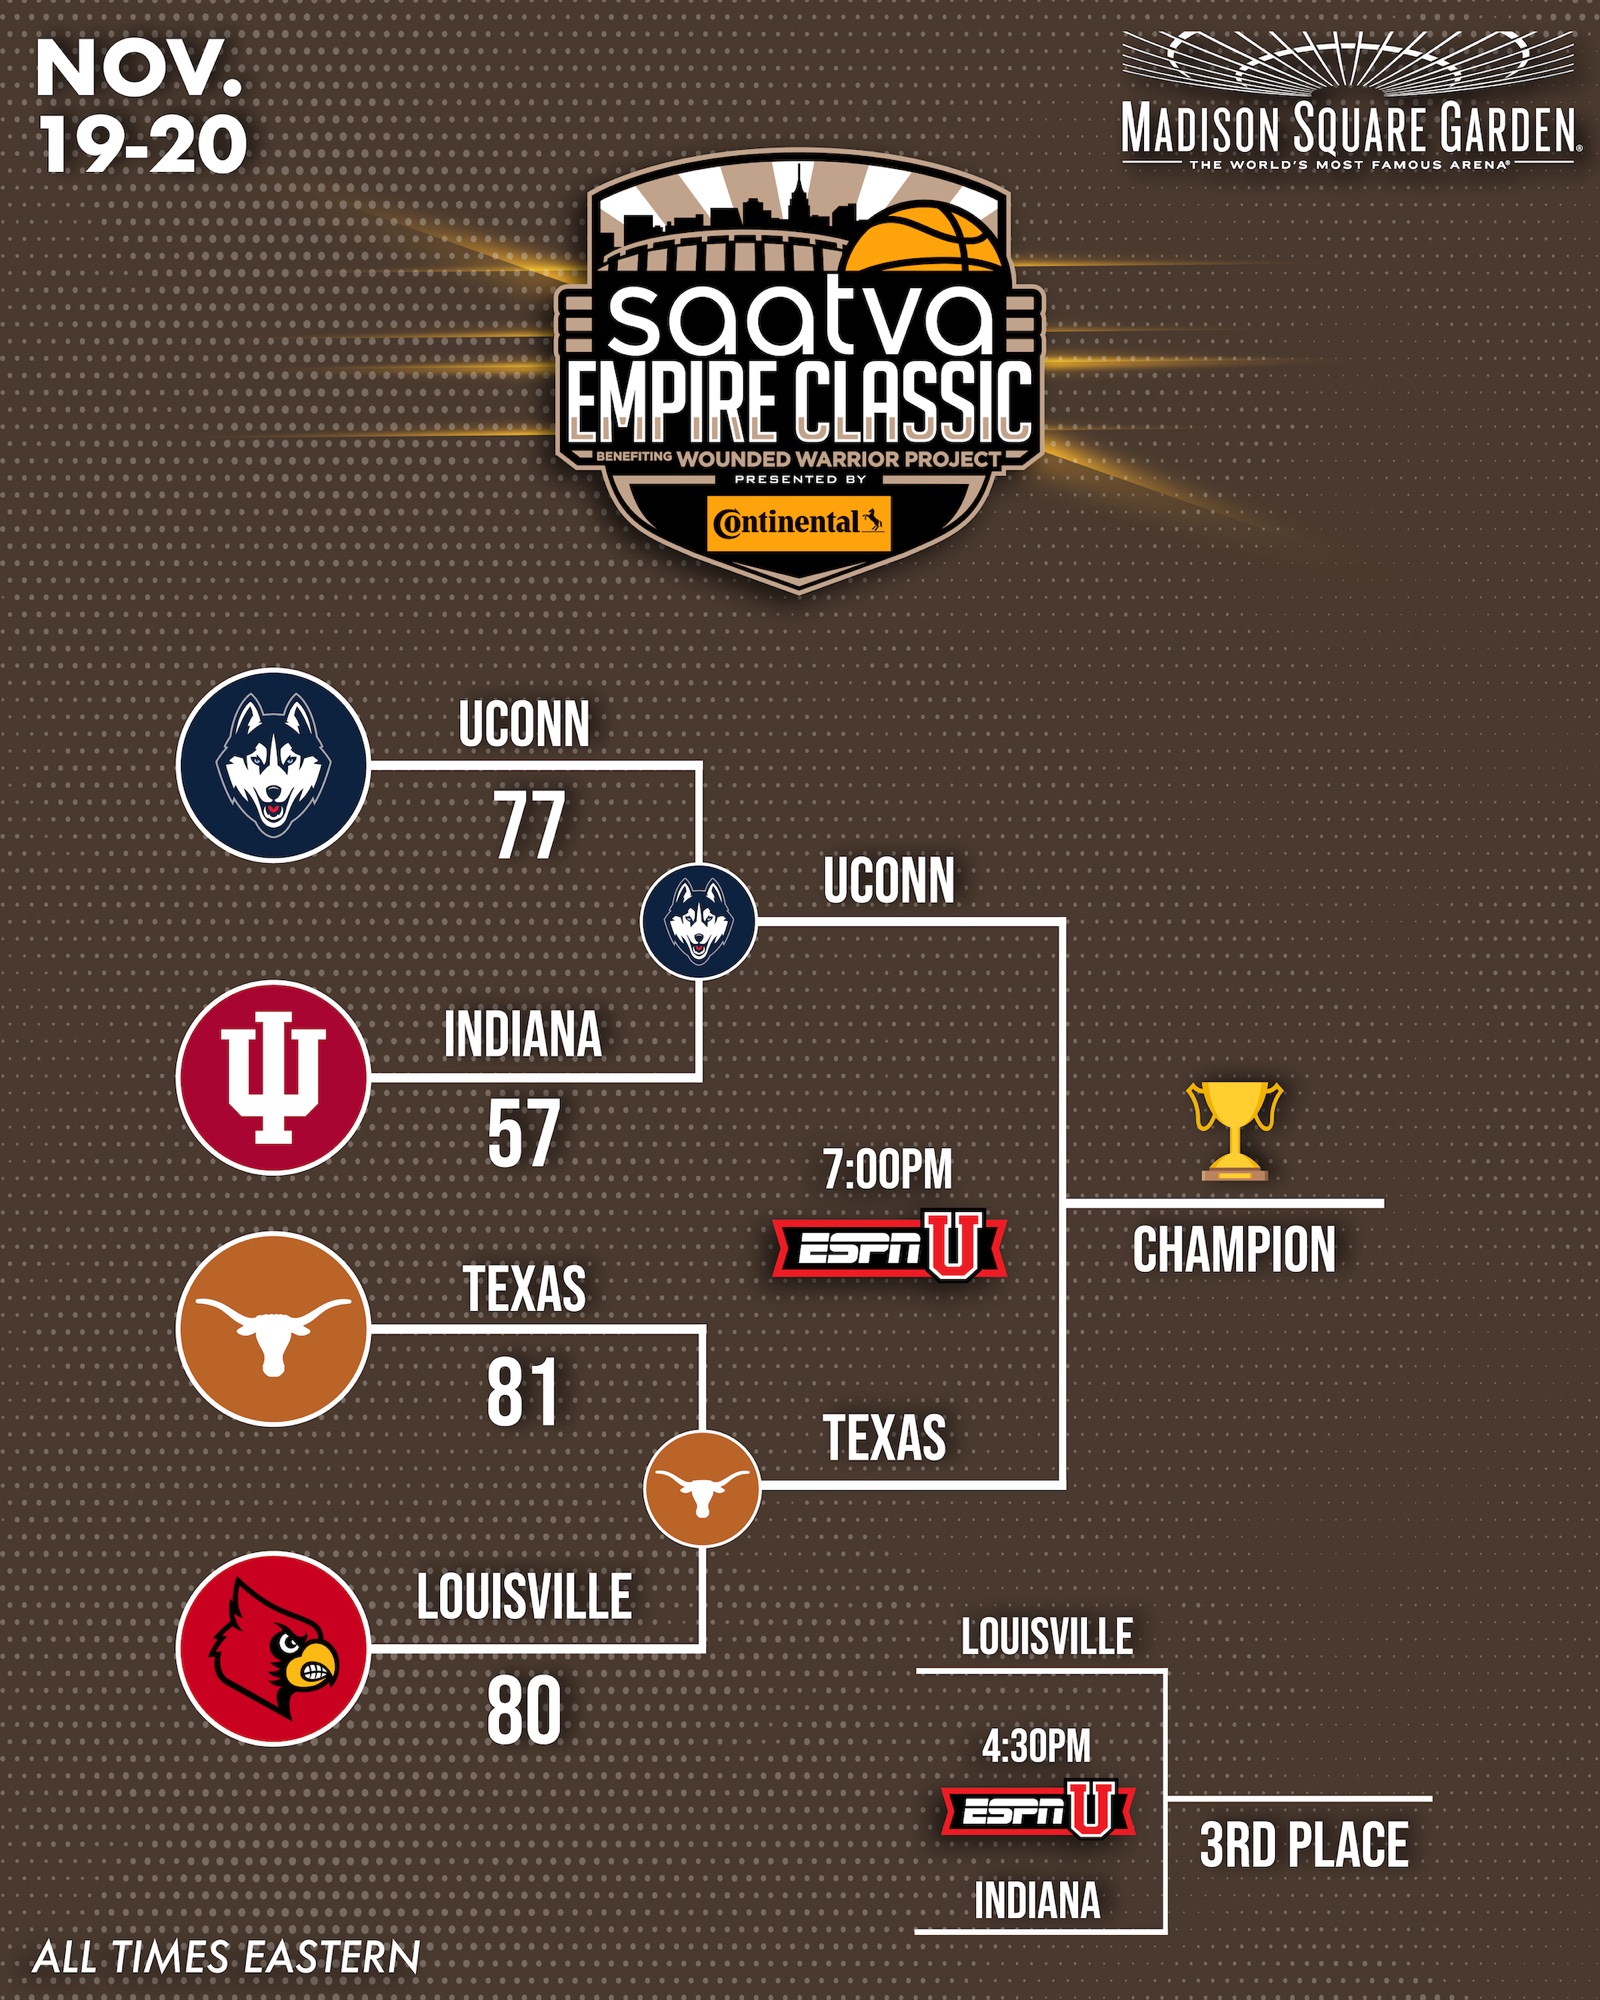 NOV.
19-20
MADISON SQUARE GARDEN®
THE WORLD'S MOST FAMOUS ARENA®
saatva
EMPIRE CLASSIC
BENEFITING WOUNDED WARRIOR PROJECT
PRESENTED BY
Continental
UCONN
77
UCONN
INDIANA
57
7:00PM
ESPNU
CHAMPION
TEXAS
81
TEXAS
LOUISVILLE
80
LOUISVILLE
4:30PM
ESPNU
3RD PLACE
INDIANA
ALL TIMES EASTERN